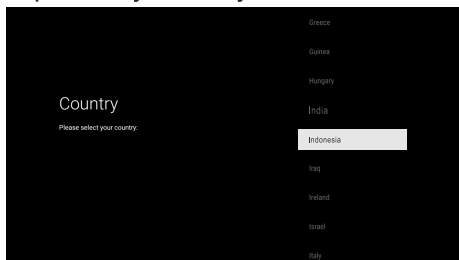 Country
Please select your country:
Greece
Guinea
Hungary
India
Indonesia
Iraq
Ireland
Israel
Italy